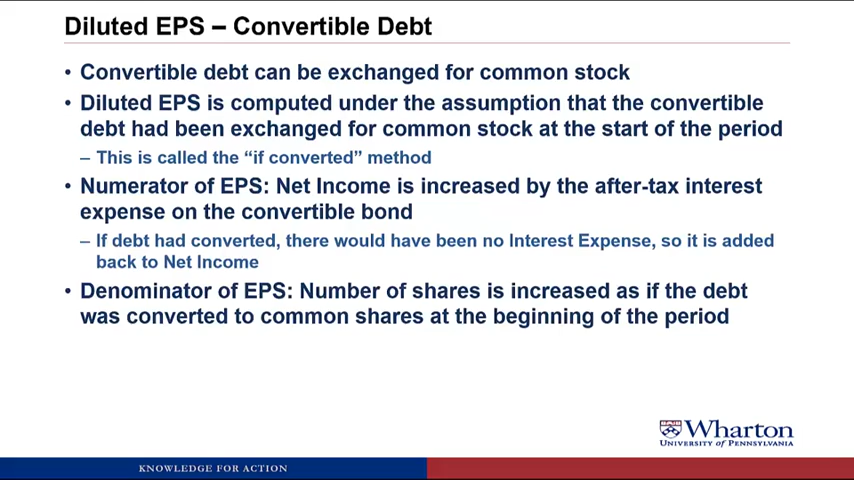 Diluted EPS – Convertible Debt
• Convertible debt can be exchanged for common stock
• Diluted EPS is computed under the assumption that the convertible
debt had been exchanged for common stock at the start of the period
– This is called the “if converted” method
• Numerator of EPS: Net Income is increased by the after-tax interest
expense on the convertible bond
– If debt had converted, there would have been no Interest Expense, so it is added
back to Net Income
• Denominator of EPS: Number of shares is increased as if the debt
was converted to common shares at the beginning of the period
Wharton
UNIVERSITY of PENNSYLVANIA
KNOWLEDGE FOR ACTION